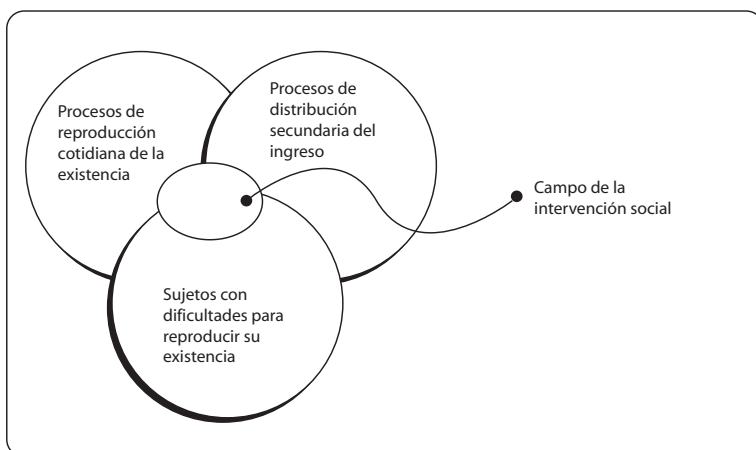 Procesos de
reproducción
cotidiana de la
existencia
Procesos de
distribución
secundaria del
ingreso
Campo de la
intervención social
Sujetos con
dificultades para
reproducir su
existencia